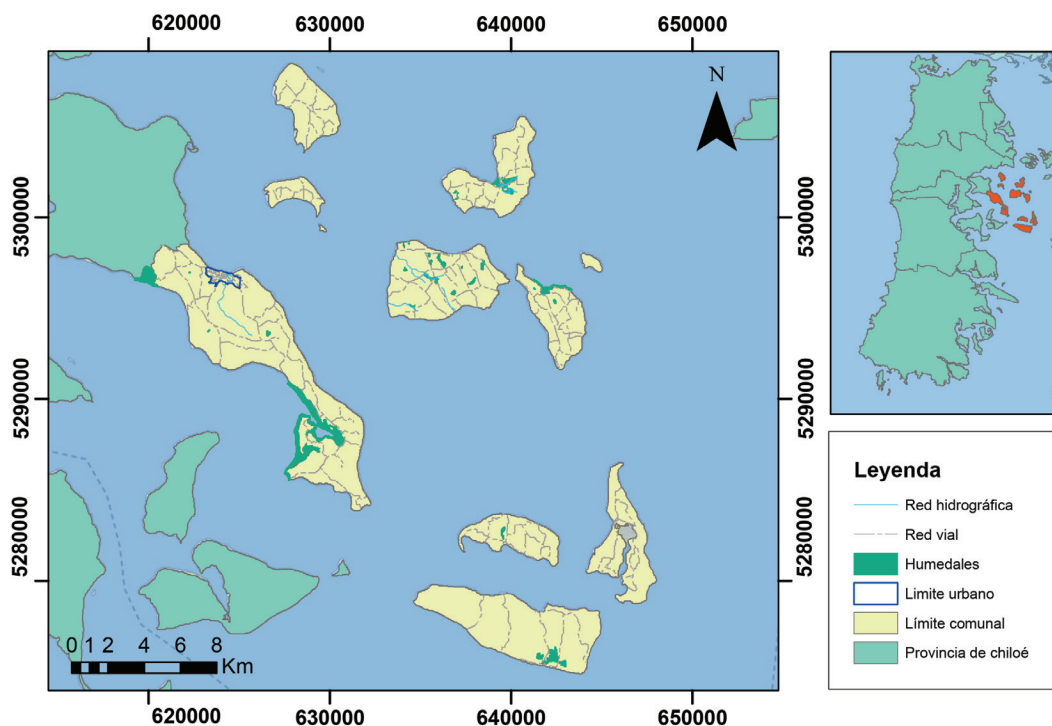 620000 630000 640000 650000
N
5300000 5300000
5290000 5290000
5280000 5280000
0 1 2 4 6 8
Km
620000 630000 640000 650000
Leyenda
Red hidrográfica
Red vial
Humedales
Limite urbano
Límite comunal
Provincia de chiloé